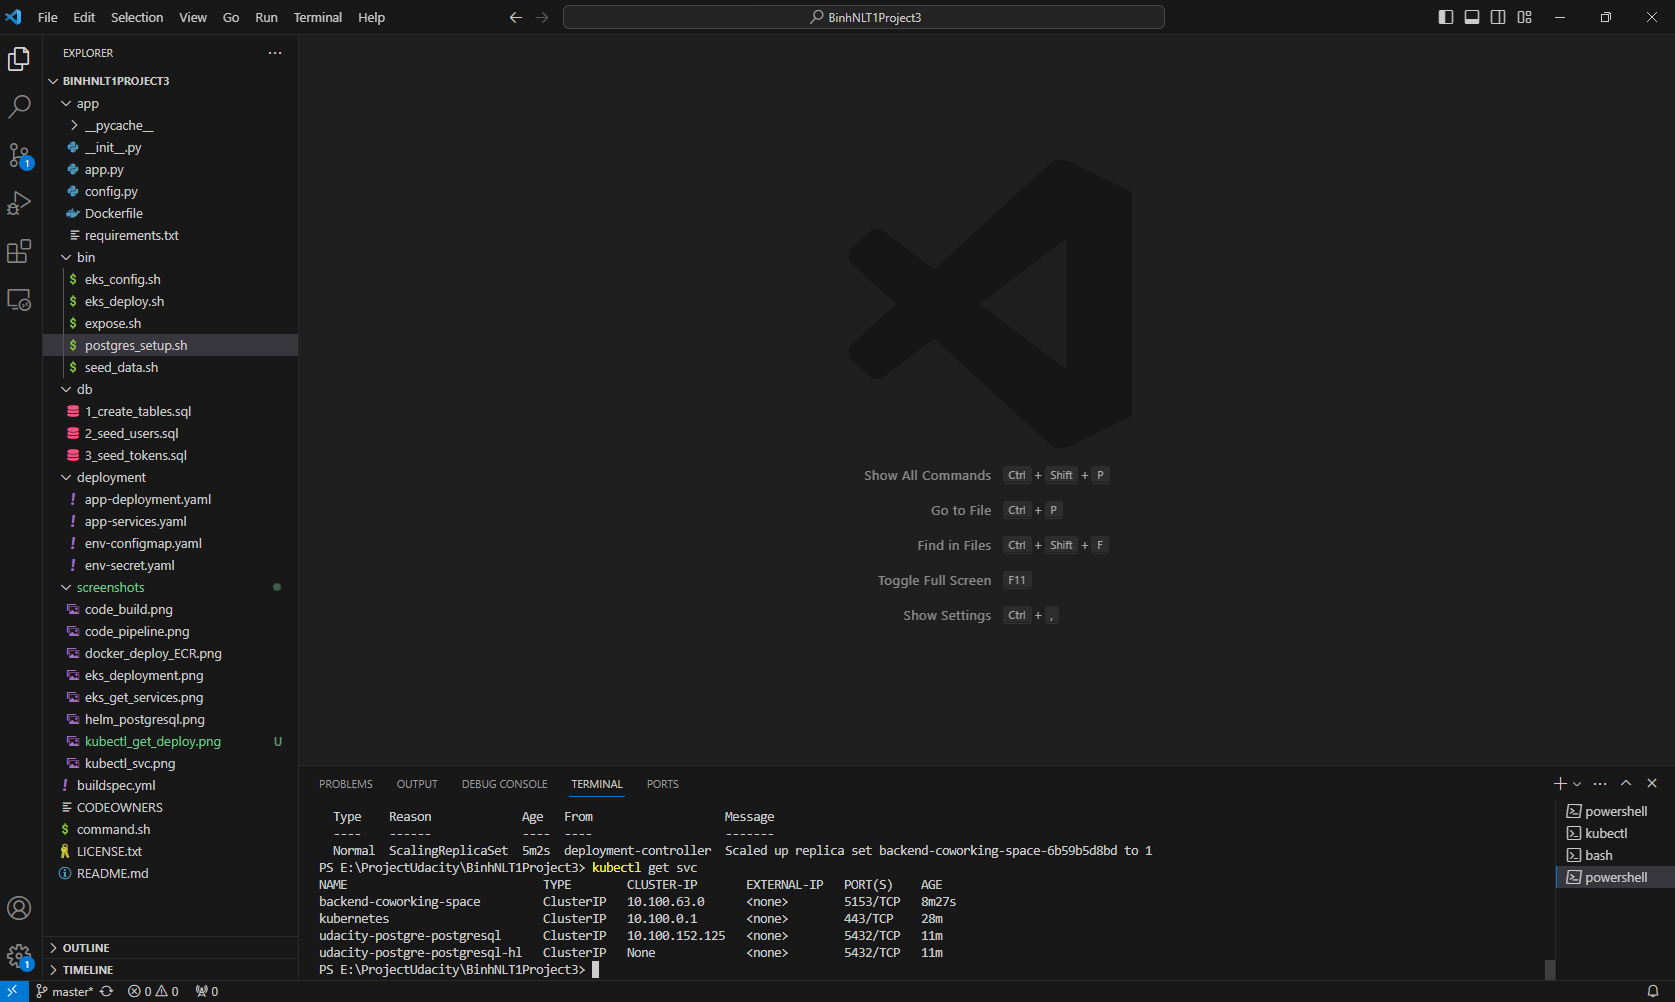 File Edit Selection View Go Run Terminal Help
BinhNLT1Project3
EXPLORER
BINHNLT1PROJECT3
app
__pycache__
__init__.py
app.py
config.py
Dockerfile
requirements.txt
bin
$ eks_config.sh
$ eks_deploy.sh
$ expose.sh
$ postgres_setup.sh
$ seed_data.sh
db
1_create_tables.sql
2_seed_users.sql
3_seed_tokens.sql
deployment
! app-deployment.yaml
! app-services.yaml
! env-configmap.yaml
! env-secret.yaml
screenshots
code_build.png
code_pipeline.png
docker_deploy_ECR.png
eks_deployment.png
eks_get_services.png
helm_postgresql.png
kubectl_get_deploy.png U
kubectl_svc.png
! buildspec.yml
CODEOWNERS
$ command.sh
LICENSE.txt
README.md
OUTLINE
TIMELINE
1
1
Show All Commands Ctrl + Shift + P
Go to File Ctrl + P
Find in Files Ctrl + Shift + F
Toggle Full Screen F11
Show Settings Ctrl + ,
PROBLEMS OUTPUT DEBUG CONSOLE TERMINAL PORTS
Type Reason Age From Message
---- ------ ---- ---- -------
Normal ScalingReplicaSet 5m2s deployment-controller Scaled up replica set backend-coworking-space-6b59b5d8bd to 1
PS E:\ProjectUdacity\BinhNLT1Project3> kubectl get svc
NAME TYPE CLUSTER-IP EXTERNAL-IP PORT(S) AGE
backend-coworking-space ClusterIP 10.100.63.0 <none> 5153/TCP 8m27s
kubernetes ClusterIP 10.100.0.1 <none> 443/TCP 28m
udacity-postgre-postgresql ClusterIP 10.100.152.125 <none> 5432/TCP 11m
udacity-postgre-postgresql-hl ClusterIP None <none> 5432/TCP 11m
PS E:\ProjectUdacity\BinhNLT1Project3>
powershell
kubectl
bash
powershell
master* 0 0 0